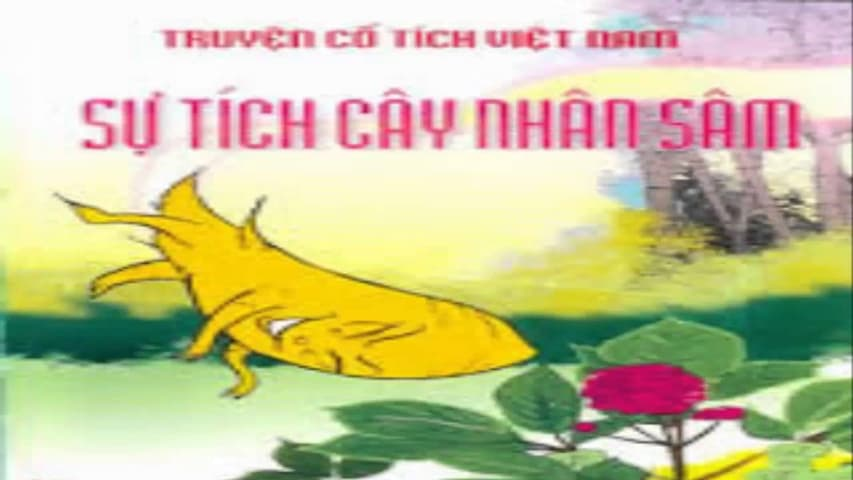 TRUYỆN CỔ TÍCH VIỆT NAM
SỰ TÍCH CÂY NHÂN SÂM